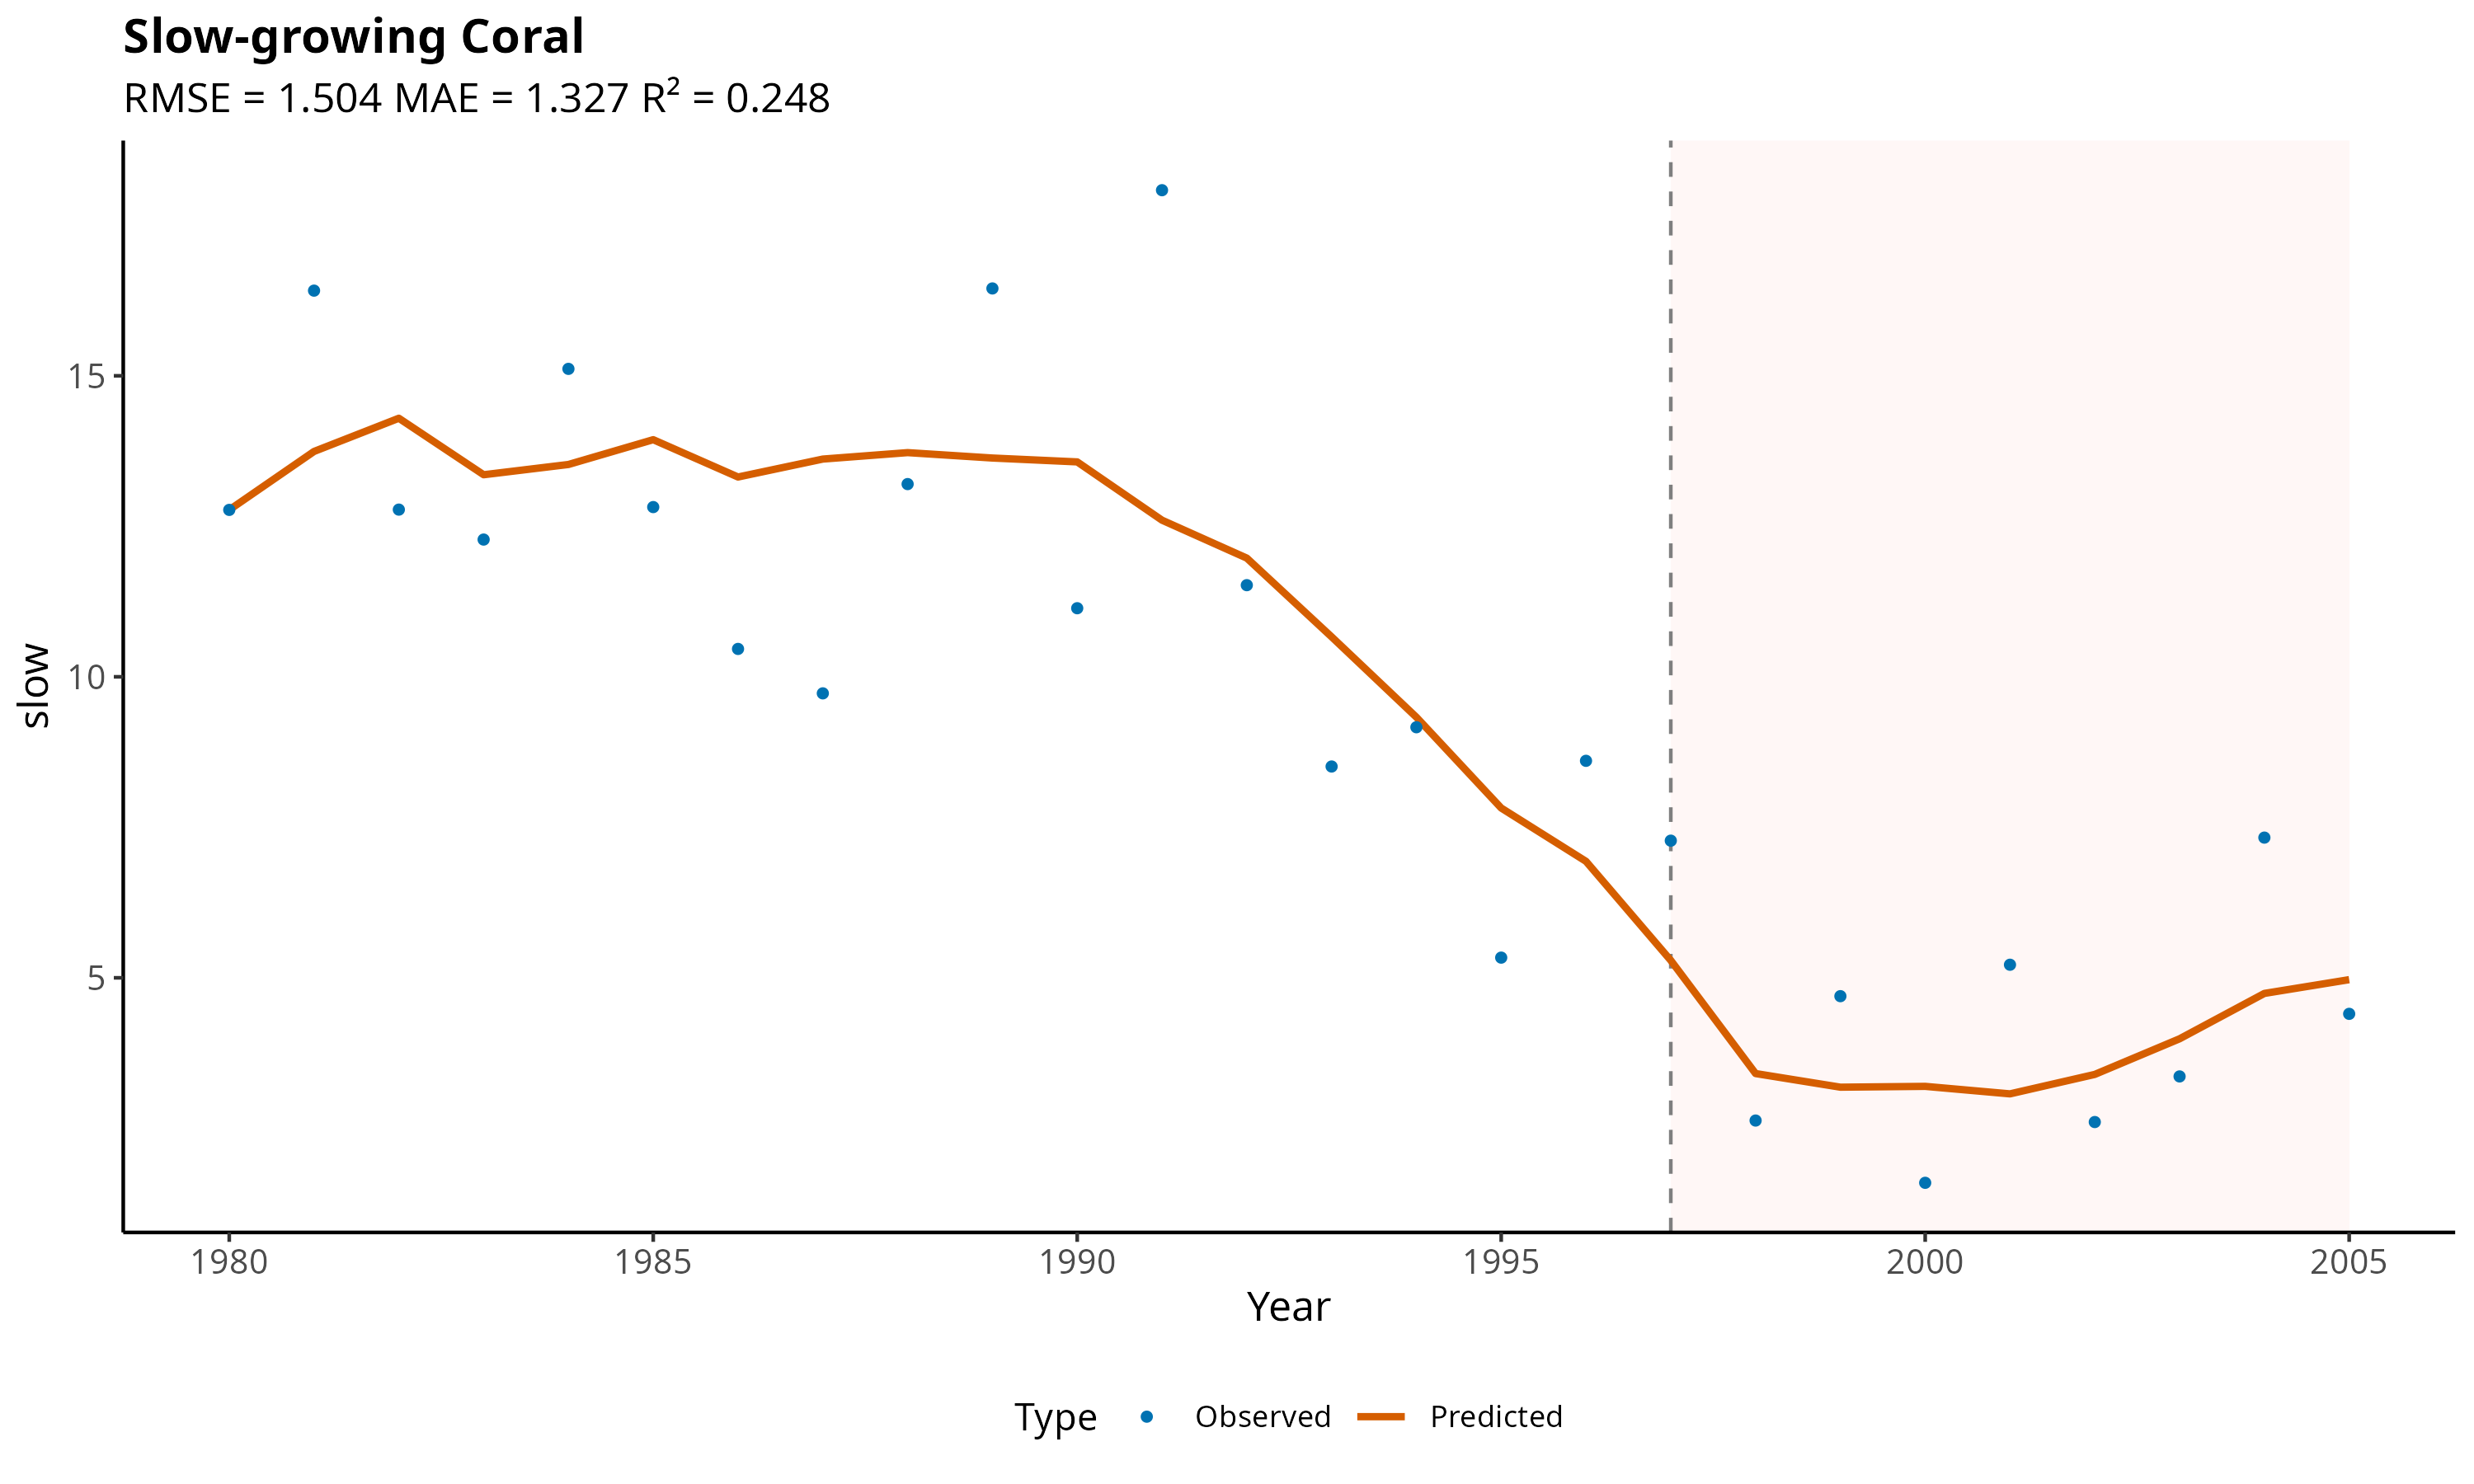 Slow-growing Coral
RMSE = 1.504 MAE = 1.327 R² = 0.248
slow
15
10
5
1980 1985 1990 1995 2000 2005
Year
Type Observed Predicted